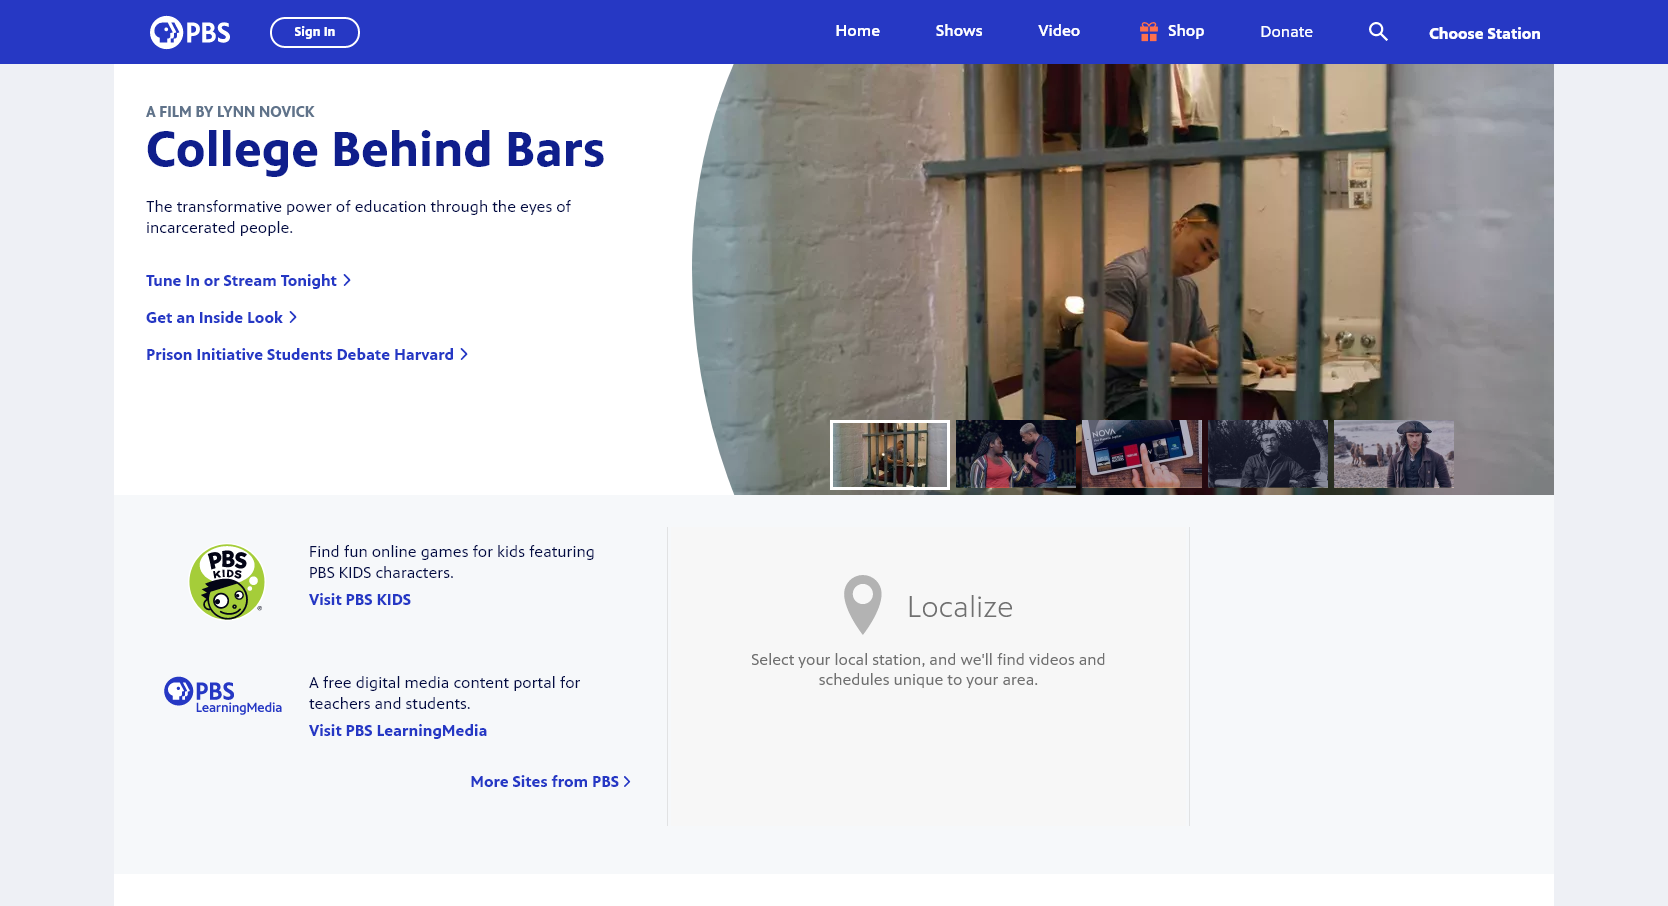 PBS
Sign In
Home
Shows
Video
Shop
Donate
Choose Station
A FILM BY LYNN NOVICK
College Behind Bars
The transformative power of education through the eyes of
incarcerated people.
Tune In or Stream Tonight
Get an Inside Look
Prison Initiative Students Debate Harvard
NOVA
PBS
KIDS
Find fun online games for kids featuring
PBS KIDS characters.
Visit PBS KIDS
PBS
LearningMedia
A free digital media content portal for
teachers and students.
Visit PBS LearningMedia
More Sites from PBS
Localize
Select your local station, and we'll find videos and
schedules unique to your area.